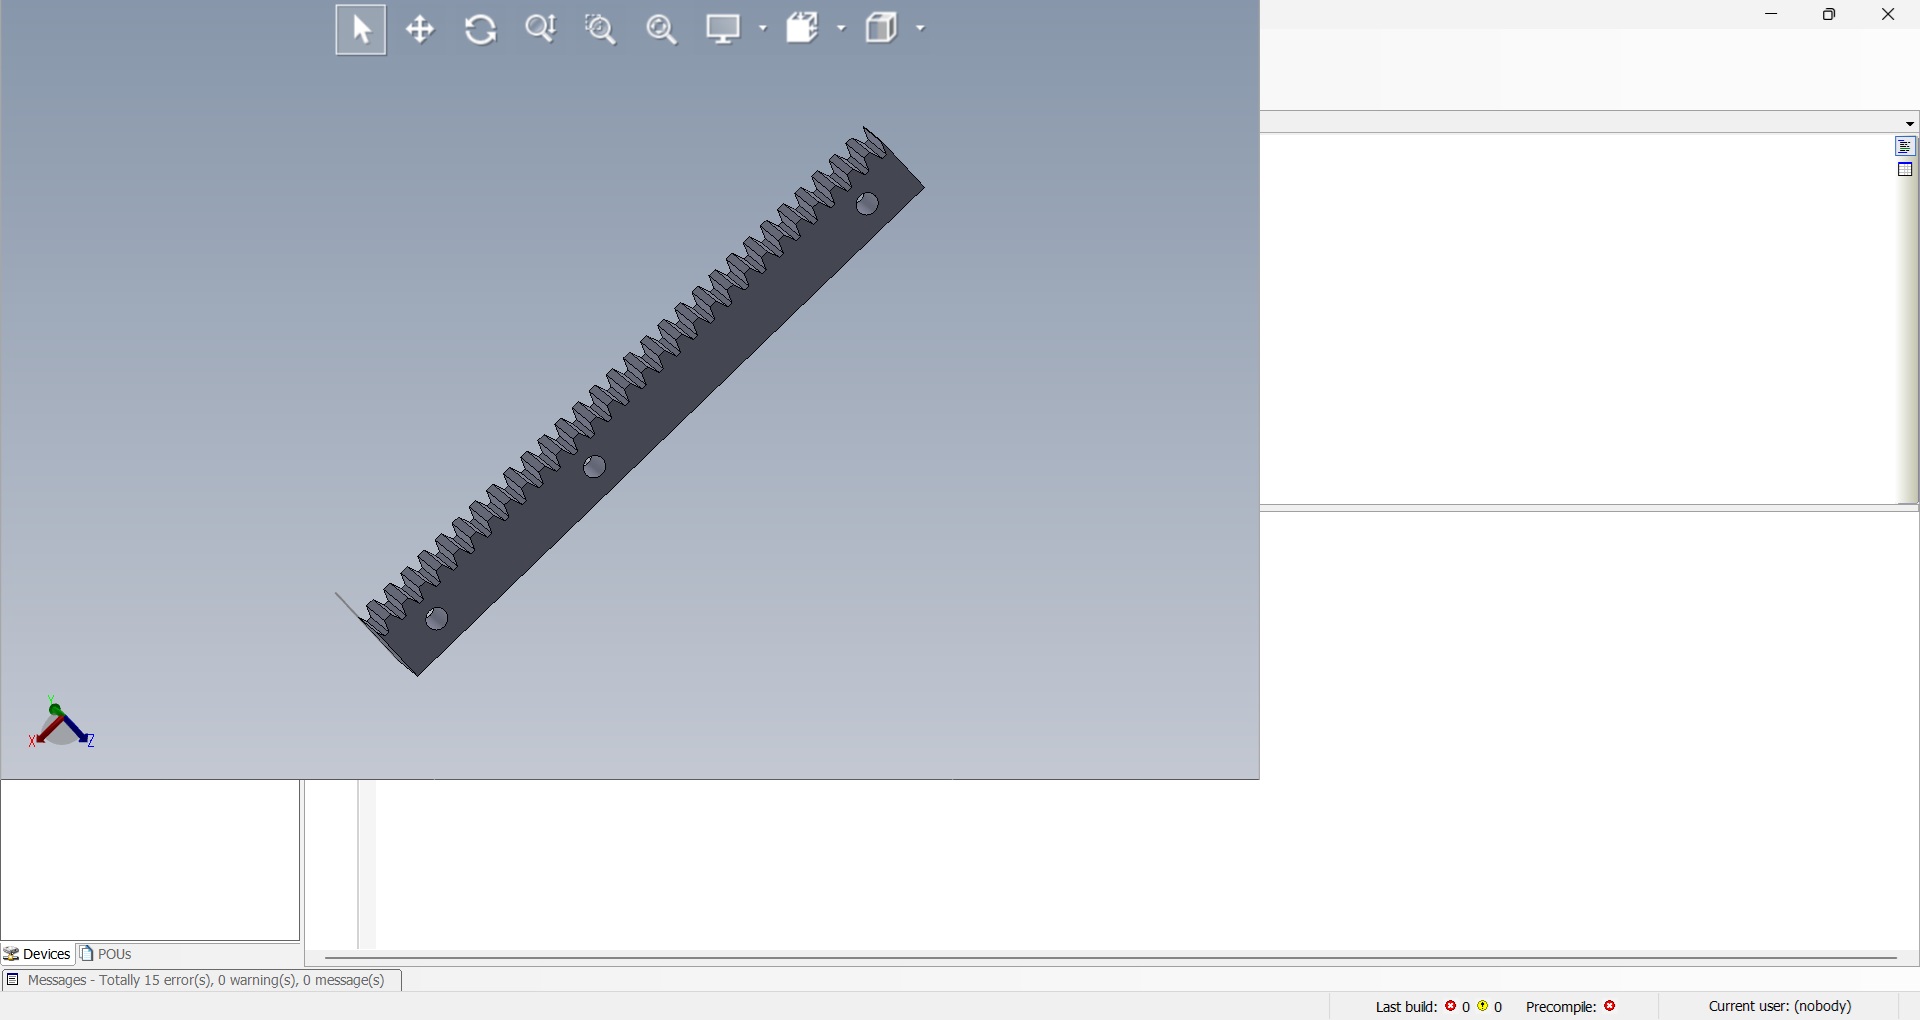 Y
X
Z
Devices POUs
Messages - Totally 15 error(s), 0 warning(s), 0 message(s)
Last build: 0 0 Precompile: Current user: (nobody)